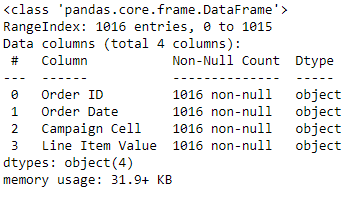 <class 'pandas.core.frame.DataFrame'>
RangeIndex: 1016 entries, 0 to 1015
Data columns (total 4 columns):
 #   Column           Non-Null Count  Dtype
---  ------           --------------  -----
 0   Order ID         1016 non-null   object
 1   Order Date       1016 non-null   object
 2   Campaign Cell    1016 non-null   object
 3   Line Item Value  1016 non-null   object
dtypes: object(4)
memory usage: 31.9+ KB